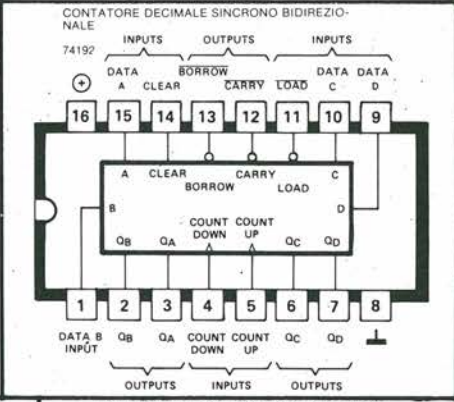 CONTATORE DECIMALE SINCRONO BIDIREZIO-
NALE
74192
INPUTS OUTPUTS INPUTS
DATA BORROW DATA DATA
A CLEAR CARRY LOAD C D
16 15 14 13 12 11 10 9
A CLEAR CARRY C
BORROW LOAD
B D
COUNT COUNT
QB QA DOWN UP QC QD
1 2 3 4 5 6 7 8
DATA B QB QA COUNT COUNT QC QD
INPUT DOWN UP
OUTPUTS INPUTS OUTPUTS